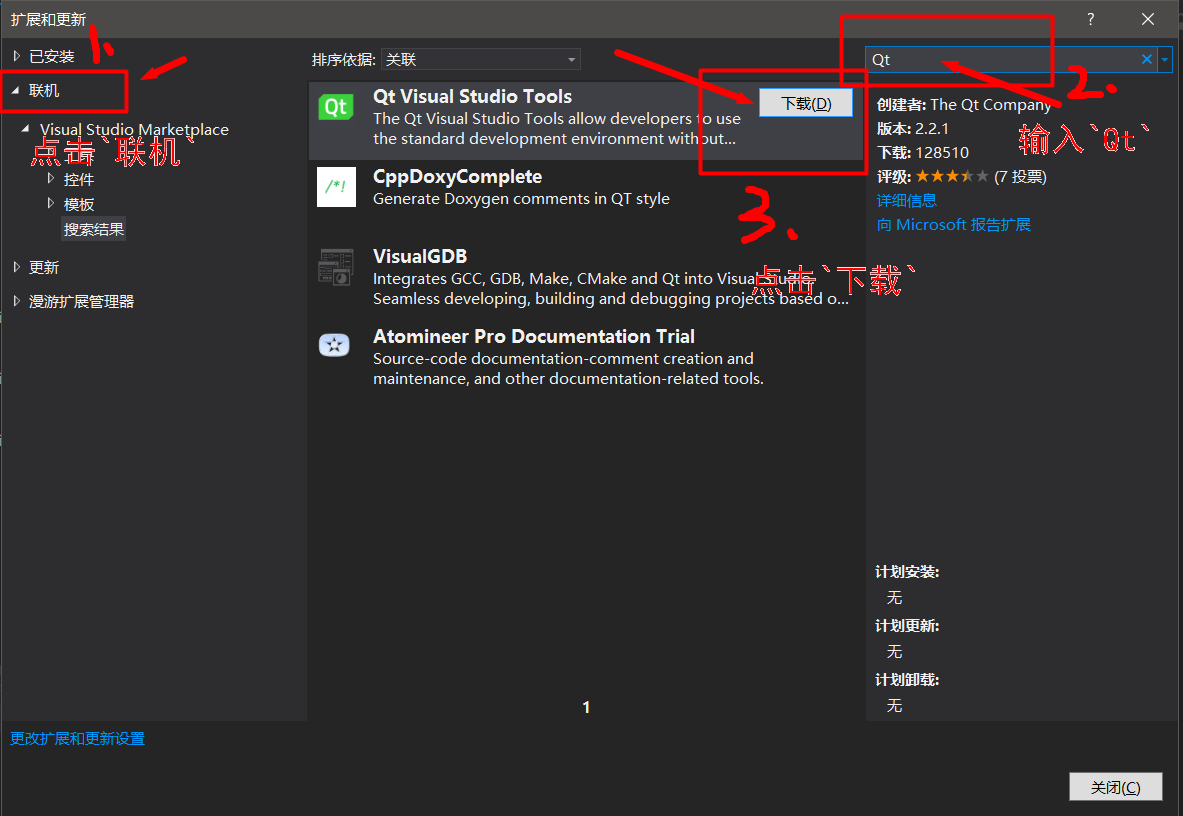 扩展和更新
?
1.
已安装
联机
Visual Studio Marketplace
点击`联机`
控件
模板
搜索结果
更新
漫游扩展管理器
更改扩展和更新设置
排序依据: 关联
Qt
Qt Visual Studio Tools
The Qt Visual Studio Tools allow developers to use
the standard development environment without...
下载(D)
/*!
CppDoxyComplete
Generate Doxygen comments in QT style
VisualGDB
Integrates GCC, GDB, Make, CMake and Qt into Visual Studio.
Seamless developing, building and debugging projects based o...
Atomineer Pro Documentation Trial
Source-code documentation-comment creation and
maintenance, and other documentation-related tools.
3.
点击`下载`
1
Qt
2.
输入`Qt`
创建者: The Qt Company
版本: 2.2.1
下载: 128510
评级: (7 投票)
详细信息
向 Microsoft 报告扩展
计划安装:
无
计划更新:
无
计划卸载:
无
关闭(C)